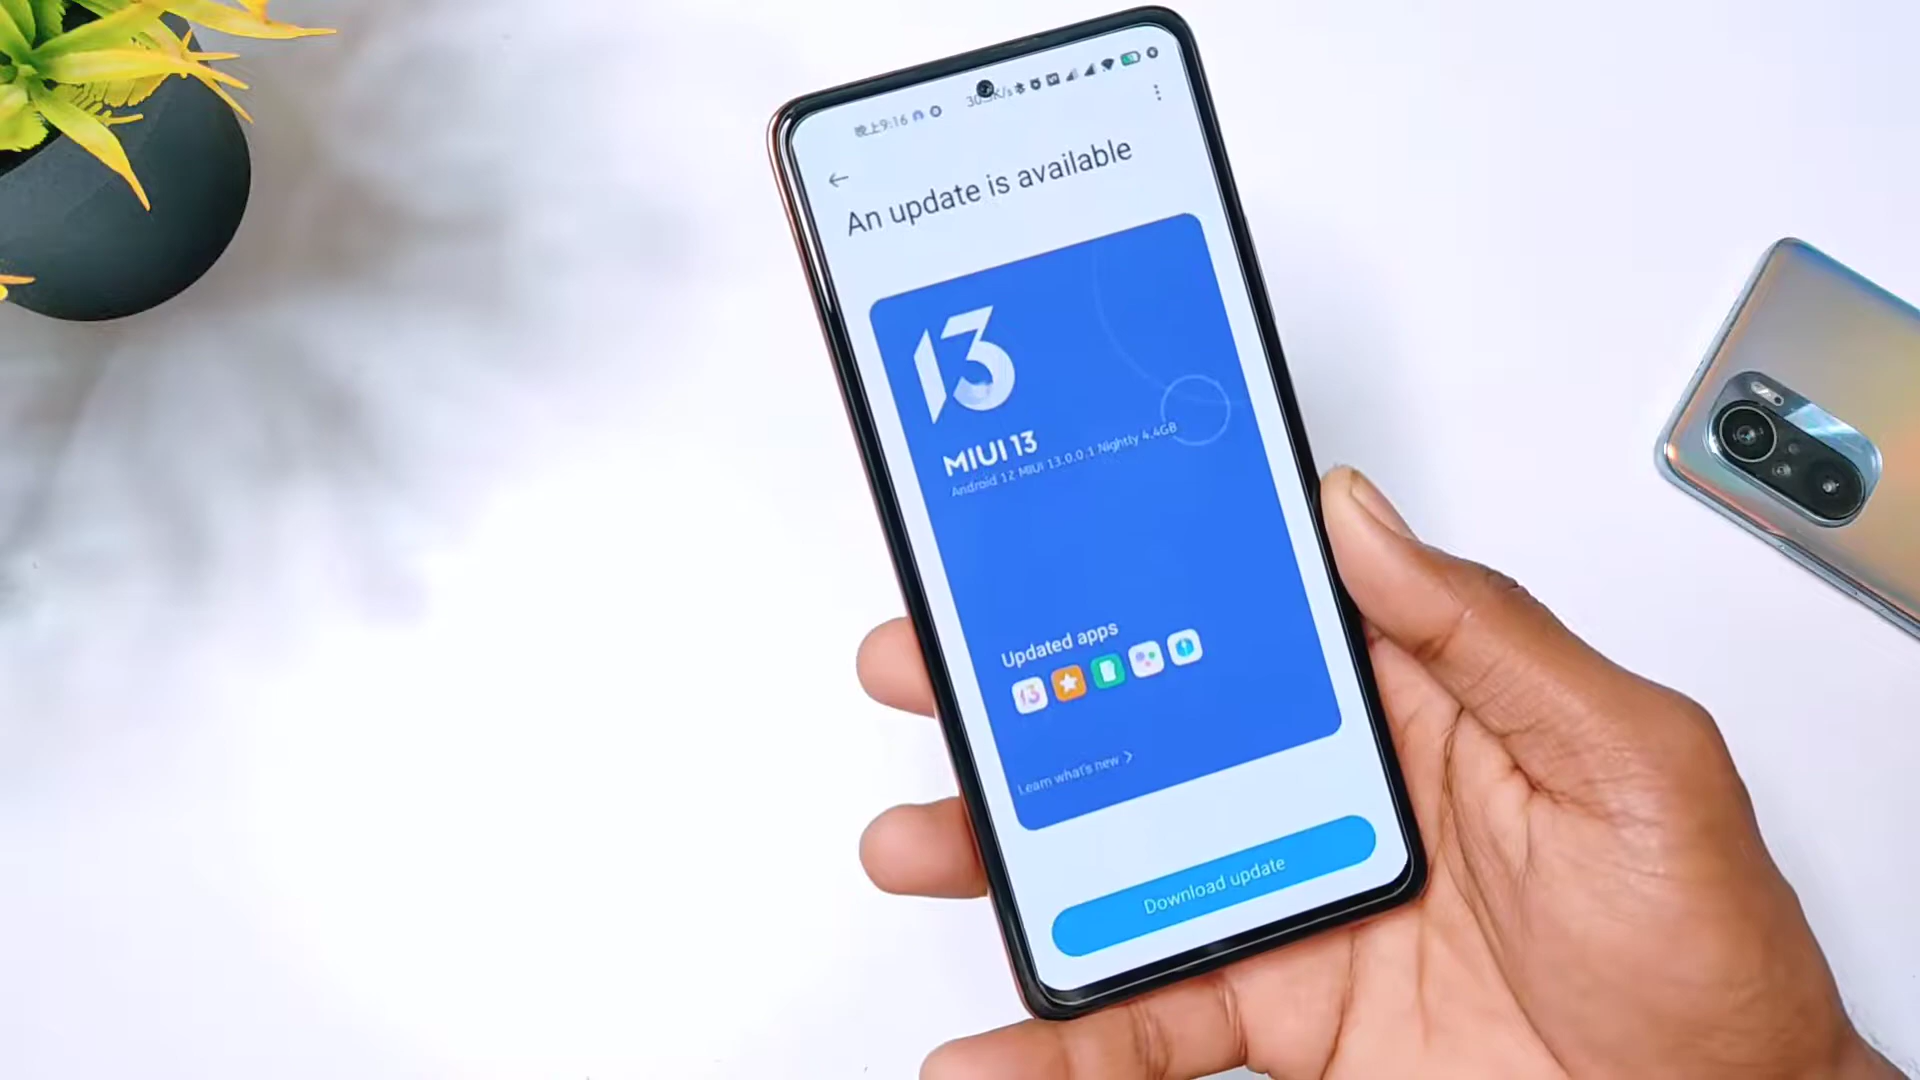 晚上9:16
An update is available
13
MIUI 13
Android 12 MIUI 13.0.0.1 Nightly 4.4GB
Updated apps
13
Learn what's new
Download update